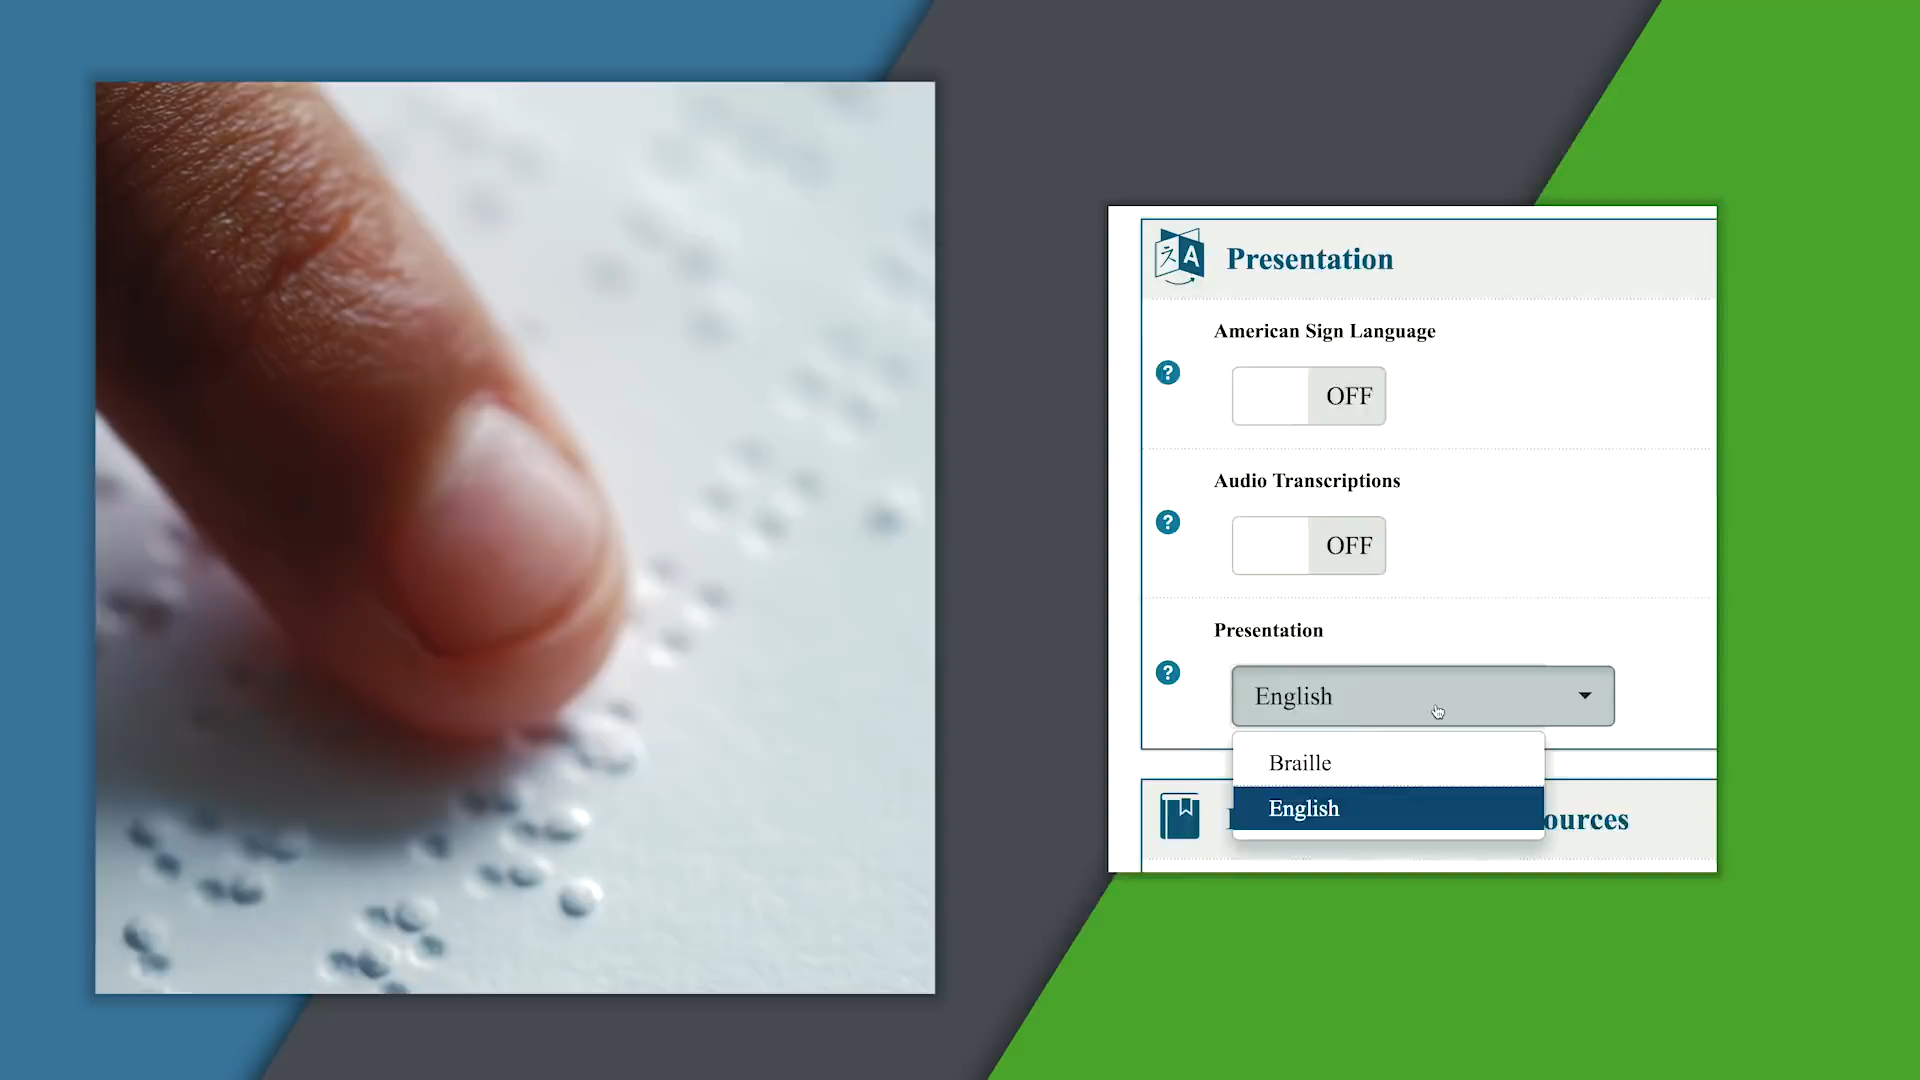 Presentation
American Sign Language
?
OFF
Audio Transcriptions
?
OFF
Presentation
?
English
Braille
English
ources